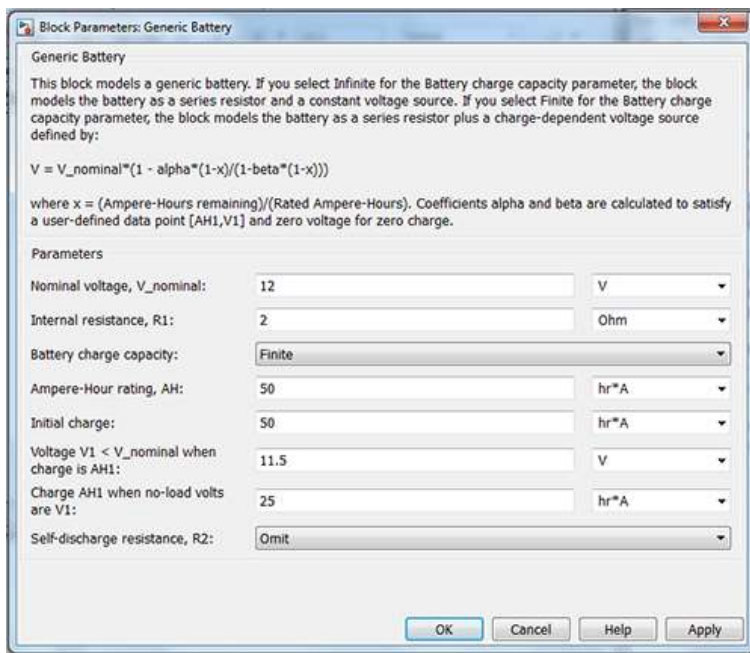 Block Parameters: Generic Battery
Generic Battery
This block models a generic battery. If you select Infinite for the Battery charge capacity parameter, the block
models the battery as a series resistor and a constant voltage source. If you select Finite for the Battery charge
capacity parameter, the block models the battery as a series resistor plus a charge-dependent voltage source
defined by:
V = V_nominal*(1 - alpha*(1-x)/(1-beta*(1-x)))
where x = (Ampere-Hours remaining)/(Rated Ampere-Hours). Coefficients alpha and beta are calculated to satisfy
a user-defined data point [AH1,V1] and zero voltage for zero charge.
Parameters
Nominal voltage, V_nominal: 12 V
Internal resistance, R1: 2 Ohm
Battery charge capacity: Finite
Ampere-Hour rating, AH: 50 hr*A
Initial charge: 50 hr*A
Voltage V1 < V_nominal when
charge is AH1: 11.5 V
Charge AH1 when no-load volts
are V1: 25 hr*A
Self-discharge resistance, R2: Omit
OK Cancel Help Apply